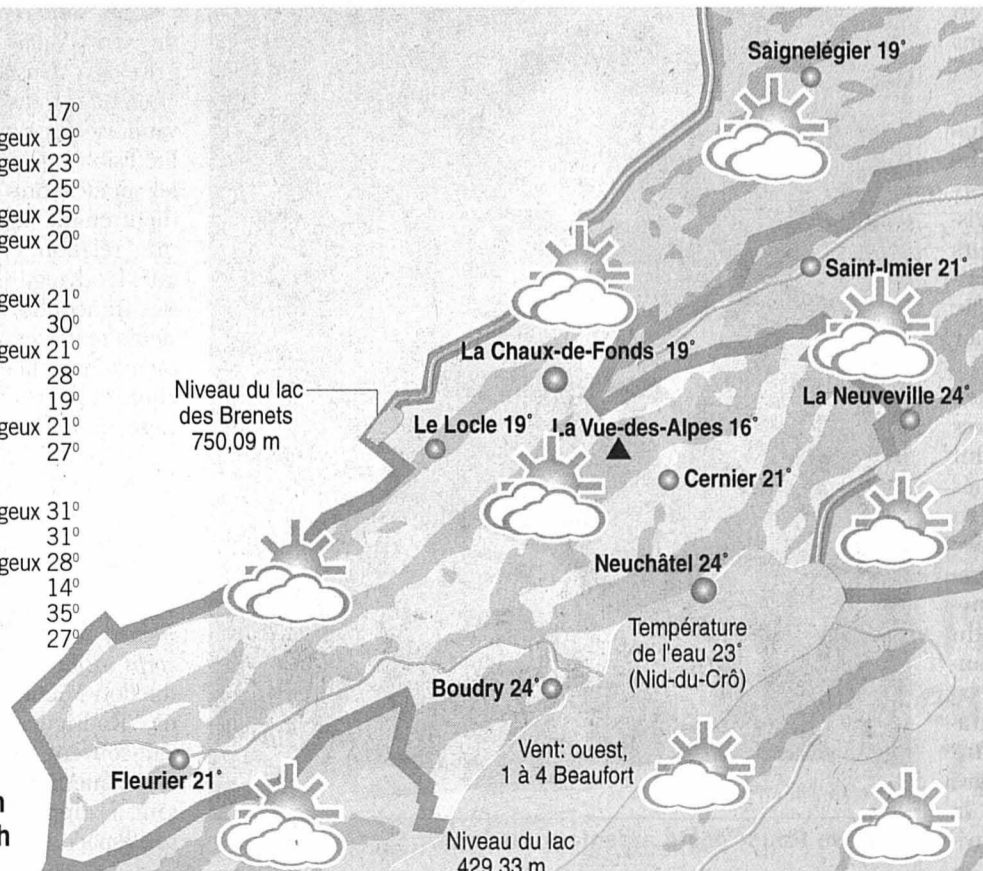 17°
geux 19°
geux 23°
25°
geux 25°
geux 20°
geux 21°
30°
geux 21°
28°
19°
geux 21°
27°
geux 31°
31°
geux 28°
14°
35°
27°
n
h
Saignelégier 19°
Saint-Imier 21°
La Chaux-de-Fonds 19°
Niveau du lac
des Brenets
750,09 m
La Neuveville 24°
Le Locle 19°
La Vue-des-Alpes 16°
Cernier 21°
Neuchâtel 24°
Température
de l'eau 23°
(Nid-du-Crô)
Boudry 24°
Vent: ouest,
1 à 4 Beaufort
Fleurier 21°
Niveau du lac
429,33 m